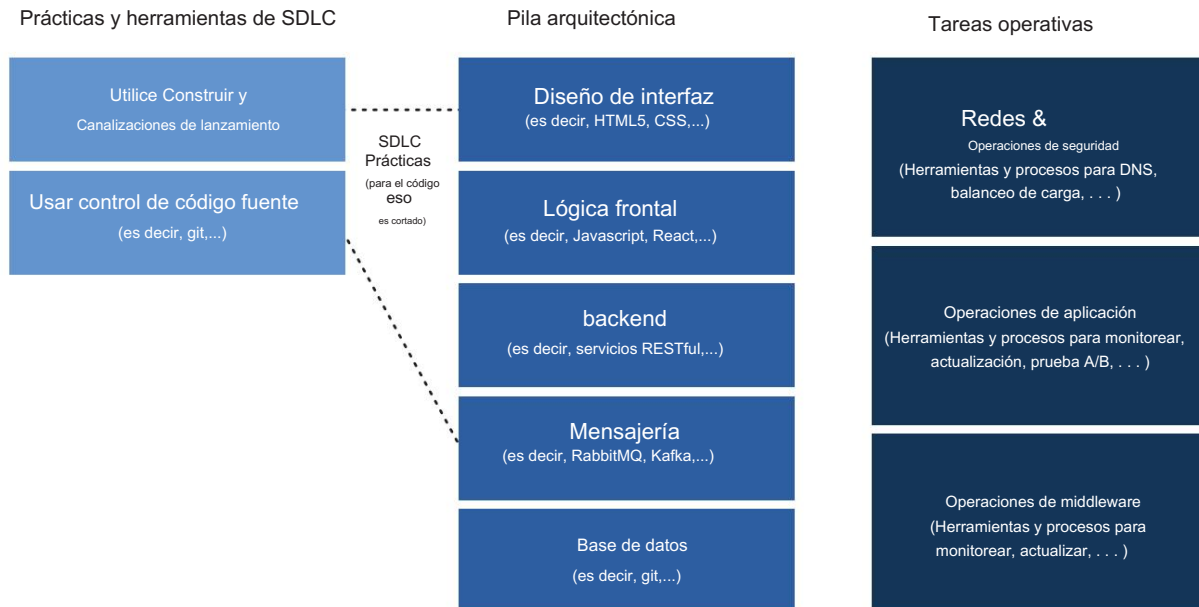 Prácticas y herramientas de SDLC
Utilice Construir y
Canalizaciones de lanzamiento
Usar control de código fuente
(es decir, git,...)
SDLC
Prácticas
(para el código
eso
es cortado)
Pila arquitectónica
Diseño de interfaz
(es decir, HTML5, CSS,...)
Lógica frontal
(es decir, Javascript, React,...)
backend
(es decir, servicios RESTful,...)
Mensajería
(es decir, RabbitMQ, Kafka,...)
Base de datos
(es decir, git,...)
Tareas operativas
Redes &
Operaciones de seguridad
(Herramientas y procesos para DNS,
balanceo de carga, . . . )
Operaciones de aplicación
(Herramientas y procesos para monitorear,
actualización, prueba A/B, . . . )
Operaciones de middleware
(Herramientas y procesos para
monitorear, actualizar, . . . )